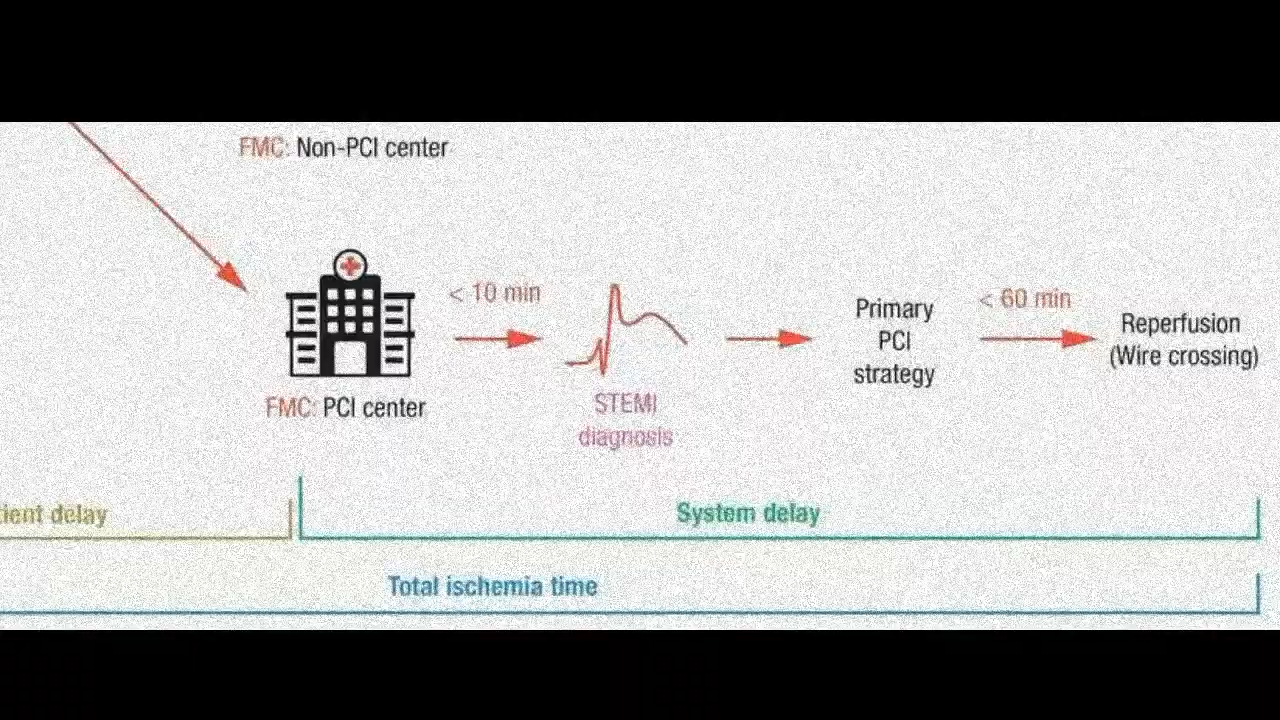 FMC: Non-PCI center
< 10 min
< 60 min
Primary
PCI
strategy
Reperfusion
(Wire crossing)
FMC: PCI center
STEMI
diagnosis
delay
System delay
Total ischemia time